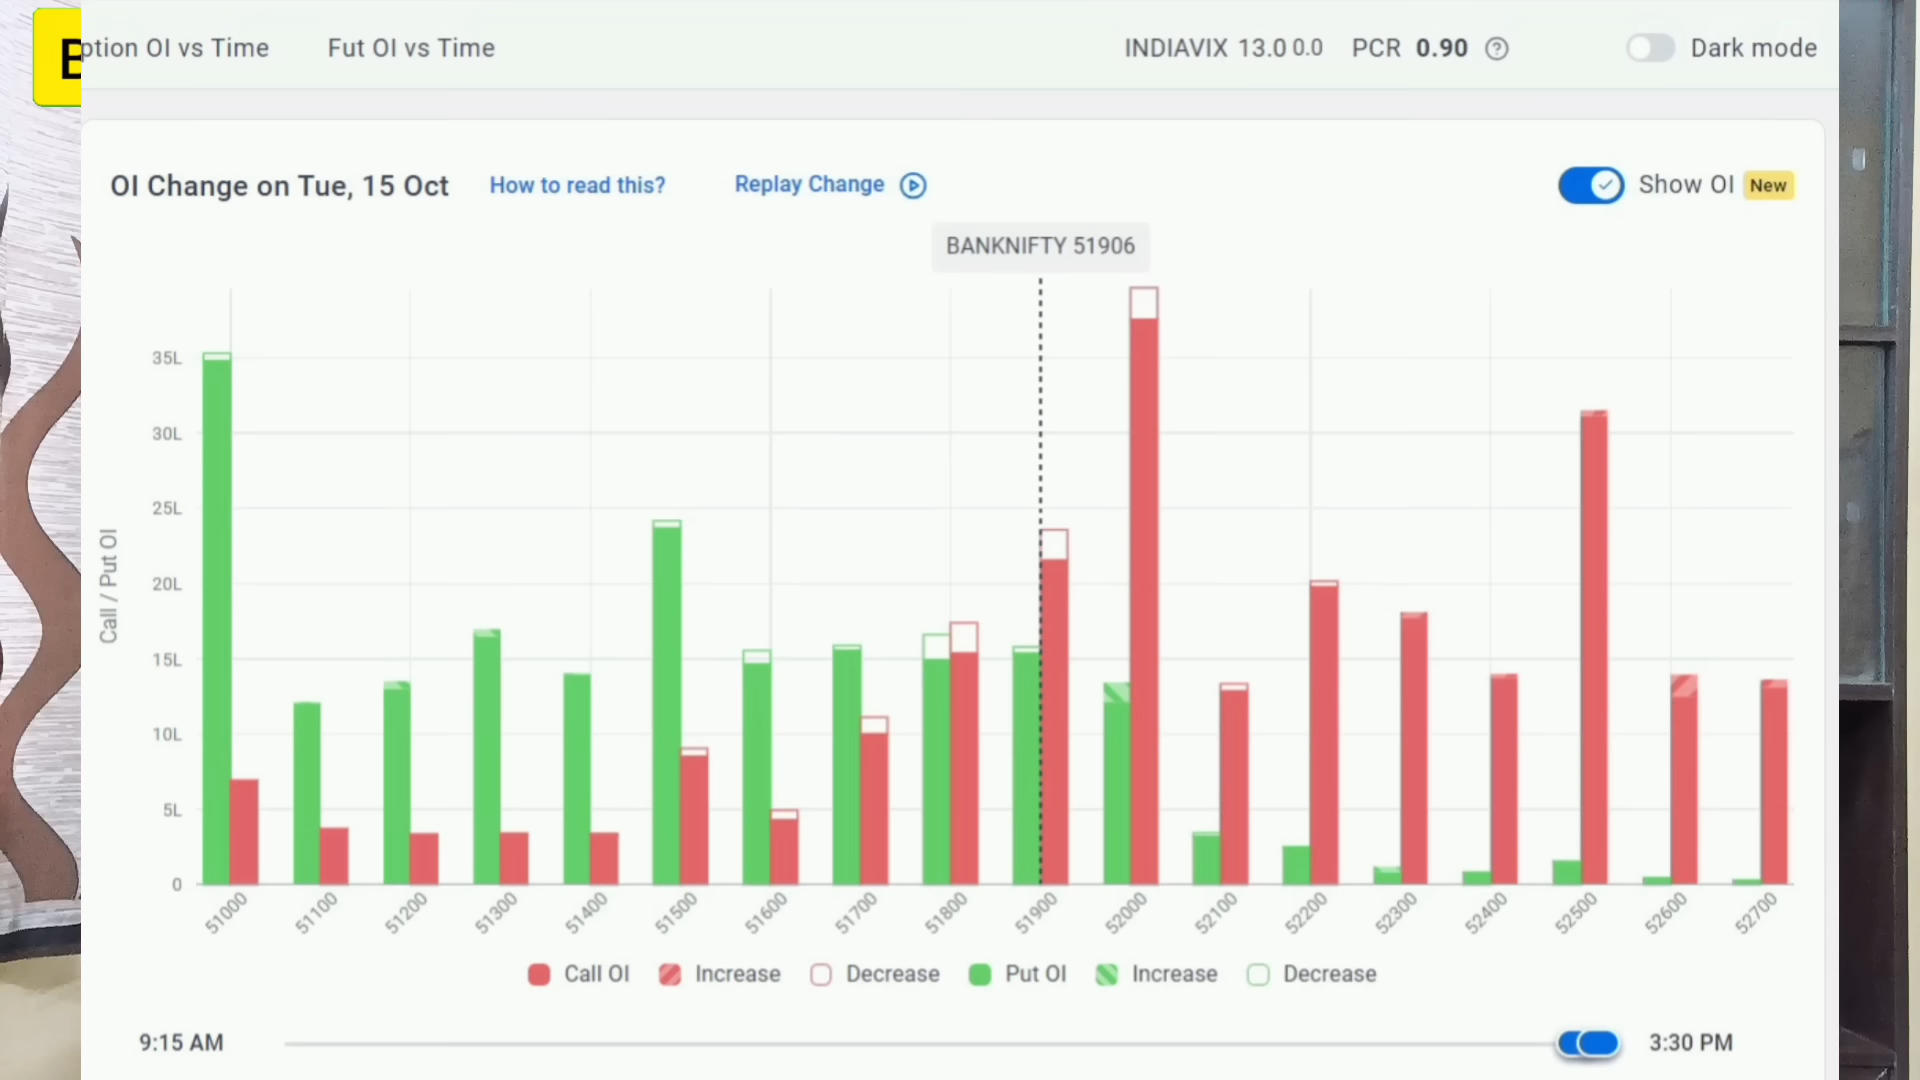 B
ption OI vs Time Fut OI vs Time INDIAVIX 13.0 0.0 PCR 0.90 ? Dark mode
OI Change on Tue, 15 Oct How to read this? Replay Change Show OI New
BANKNIFTY 51906
Call / Put OI
35L
30L
25L
20L
15L
10L
5L
0
51000 51100 51200 51300 51400 51500 51600 51700 51800 51900 52000 52100 52200 52300 52400 52500 52600 52700
Call OI Increase Decrease Put OI Increase Decrease
9:15 AM 3:30 PM